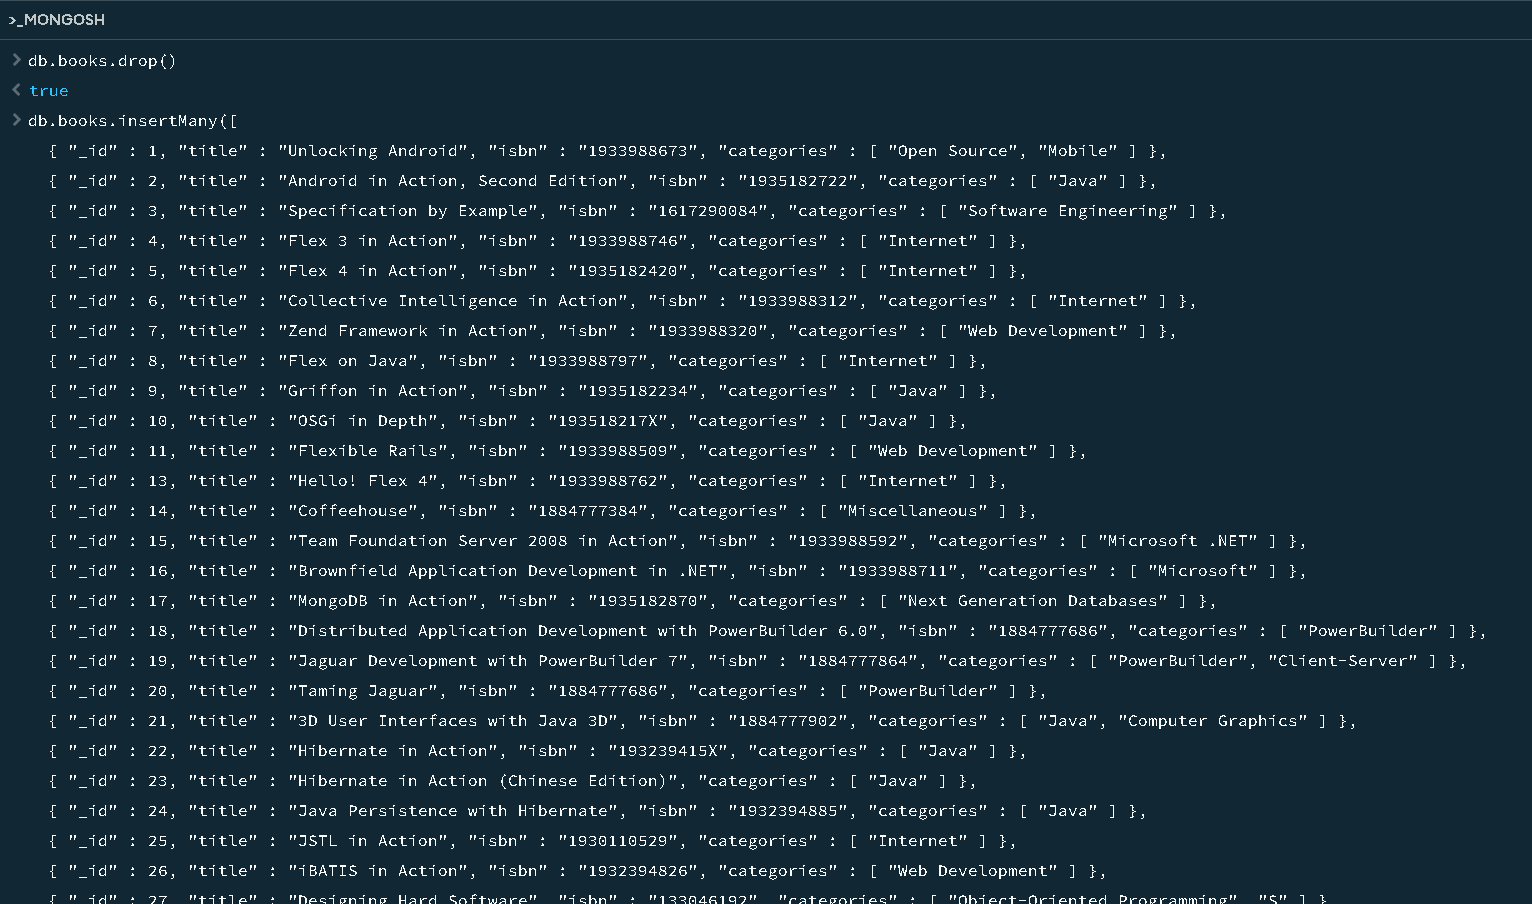 >_MONGOSH
> db.books.drop()
< true
> db.books.insertMany([
{ "_id" : 1, "title" : "Unlocking Android", "isbn" : "1933988673", "categories" : [ "Open Source", "Mobile" ] },
{ "_id" : 2, "title" : "Android in Action, Second Edition", "isbn" : "1935182722", "categories" : [ "Java" ] },
{ "_id" : 3, "title" : "Specification by Example", "isbn" : "1617290084", "categories" : [ "Software Engineering" ] },
{ "_id" : 4, "title" : "Flex 3 in Action", "isbn" : "1933988746", "categories" : [ "Internet" ] },
{ "_id" : 5, "title" : "Flex 4 in Action", "isbn" : "1935182420", "categories" : [ "Internet" ] },
{ "_id" : 6, "title" : "Collective Intelligence in Action", "isbn" : "1933988312", "categories" : [ "Internet" ] },
{ "_id" : 7, "title" : "Zend Framework in Action", "isbn" : "1933988320", "categories" : [ "Web Development" ] },
{ "_id" : 8, "title" : "Flex on Java", "isbn" : "1933988797", "categories" : [ "Internet" ] },
{ "_id" : 9, "title" : "Griffon in Action", "isbn" : "1935182234", "categories" : [ "Java" ] },
{ "_id" : 10, "title" : "OSGi in Depth", "isbn" : "193518217X", "categories" : [ "Java" ] },
{ "_id" : 11, "title" : "Flexible Rails", "isbn" : "1933988509", "categories" : [ "Web Development" ] },
{ "_id" : 13, "title" : "Hello! Flex 4", "isbn" : "1933988762", "categories" : [ "Internet" ] },
{ "_id" : 14, "title" : "Coffeehouse", "isbn" : "1884777384", "categories" : [ "Miscellaneous" ] },
{ "_id" : 15, "title" : "Team Foundation Server 2008 in Action", "isbn" : "1933988592", "categories" : [ "Microsoft .NET" ] },
{ "_id" : 16, "title" : "Brownfield Application Development in .NET", "isbn" : "1933988711", "categories" : [ "Microsoft" ] },
{ "_id" : 17, "title" : "MongoDB in Action", "isbn" : "1935182870", "categories" : [ "Next Generation Databases" ] },
{ "_id" : 18, "title" : "Distributed Application Development with PowerBuilder 6.0", "isbn" : "1884777686", "categories" : [ "PowerBuilder" ] },
{ "_id" : 19, "title" : "Jaguar Development with PowerBuilder 7", "isbn" : "1884777864", "categories" : [ "PowerBuilder", "Client-Server" ] },
{ "_id" : 20, "title" : "Taming Jaguar", "isbn" : "1884777686", "categories" : [ "PowerBuilder" ] },
{ "_id" : 21, "title" : "3D User Interfaces with Java 3D", "isbn" : "1884777902", "categories" : [ "Java", "Computer Graphics" ] },
{ "_id" : 22, "title" : "Hibernate in Action", "isbn" : "193239415X", "categories" : [ "Java" ] },
{ "_id" : 23, "title" : "Hibernate in Action (Chinese Edition)", "categories" : [ "Java" ] },
{ "_id" : 24, "title" : "Java Persistence with Hibernate", "isbn" : "1932394885", "categories" : [ "Java" ] },
{ "_id" : 25, "title" : "JSTL in Action", "isbn" : "1930110529", "categories" : [ "Internet" ] },
{ "_id" : 26, "title" : "iBATIS in Action", "isbn" : "1932394826", "categories" : [ "Web Development" ] },
{ "_id" : 27, "title" : "Designing Hard Software", "isbn" : "133046192", "categories" : [ "Object-Oriented Programming", "S" ] }